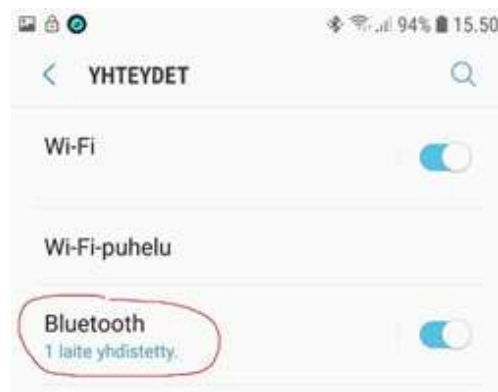 94% 15.50
YHTEYDET
Wi-Fi
Wi-Fi-puhelu
Bluetooth
1 laite yhdistetty.